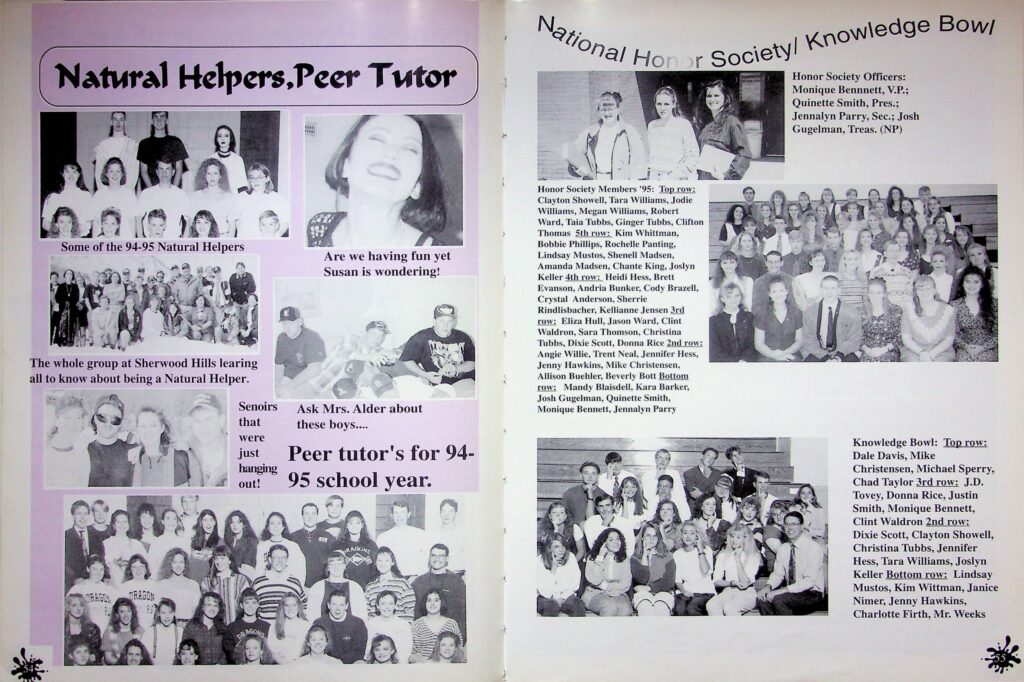 Natural Helpers,Peer Tutor
Some of the 94-95 Natural Helpers
Are we having fun yet
Susan is wondering!
The whole group at Sherwood Hills learing
all to know about being a Natural Helper.
Senoirs
that
were
just
hanging
out!
Ask Mrs. Alder about
these boys....
Peer tutor's for 94-
95 school year.
DRAGONS
DRAGON
DRAGONS
DRAGONS
National Honor Society/ Knowledge Bowl
Honor Society Officers:
Monique Bennnett, V.P.;
Quinette Smith, Pres.;
Jennalyn Parry, Sec.; Josh
Gugelman, Treas. (NP)
Honor Society Members '95: Top row:
Clayton Showell, Tara Williams, Jodie
Williams, Megan Williams, Robert
Ward, Taia Tubbs, Ginger Tubbs, Clifton
Thomas 5th row: Kim Whittman,
Bobbie Phillips, Rochelle Panting,
Lindsay Mustos, Shenell Madsen,
Amanda Madsen, Chante King, Joslyn
Keller 4th row: Heidi Hess, Brett
Evanson, Andria Bunker, Cody Brazell,
Crystal Anderson, Sherrie
Rindlisbacher, Kellianne Jensen 3rd
row: Eliza Hull, Jason Ward, Clint
Waldron, Sara Thomson, Christina
Tubbs, Dixie Scott, Donna Rice 2nd row:
Angie Willie, Trent Neal, Jennifer Hess,
Jenny Hawkins, Mike Christensen,
Allison Buehler, Beverly Bott Bottom
row: Mandy Blaisdell, Kara Barker,
Josh Gugelman, Quinette Smith,
Monique Bennett, Jennalyn Parry
Knowledge Bowl: Top row:
Dale Davis, Mike
Christensen, Michael Sperry,
Chad Taylor 3rd row: J.D.
Tovey, Donna Rice, Justin
Smith, Monique Bennett,
Clint Waldron 2nd row:
Dixie Scott, Clayton Showell,
Christina Tubbs, Jennifer
Hess, Tara Williams, Joslyn
Keller Bottom row: Lindsay
Mustos, Kim Wittman, Janice
Nimer, Jenny Hawkins,
Charlotte Firth, Mr. Weeks
55